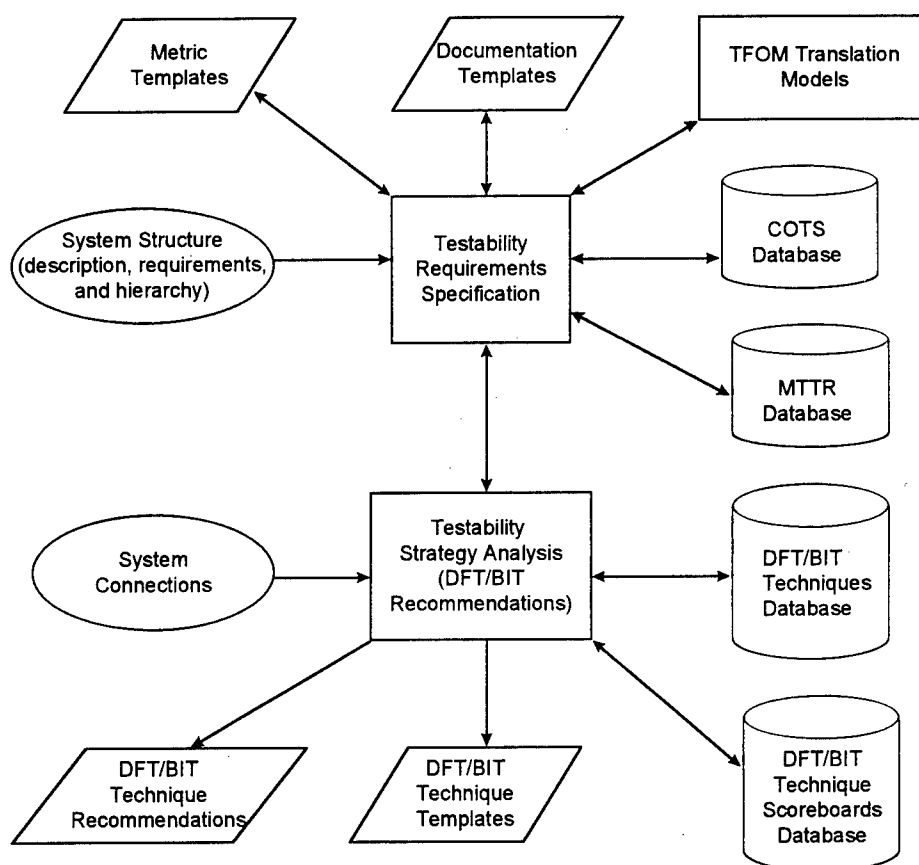 Metric
Templates
Documentation
Templates
TFOM Translation
Models
System Structure
(description, requirements,
and hierarchy)
Testability
Requirements
Specification
COTS
Database
MTTR
Database
System
Connections
Testability
Strategy Analysis
(DFT/BIT
Recommendations)
DFT/BIT
Techniques
Database
DFT/BIT
Technique
Recommendations
DFT/BIT
Technique
Templates
DFT/BIT
Technique
Scoreboards
Database